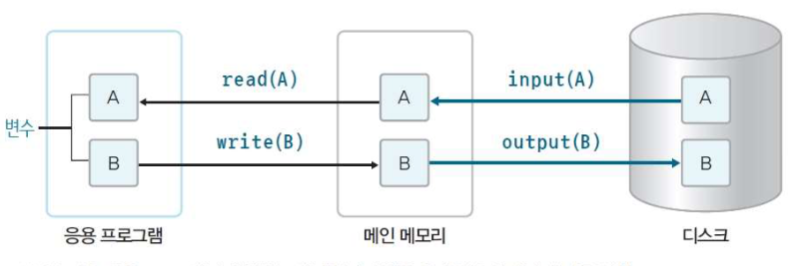 read(A)
input(A)
A
A
A
변수
write(B)
output(B)
B
B
B
응용 프로그램
메인 메모리
디스크